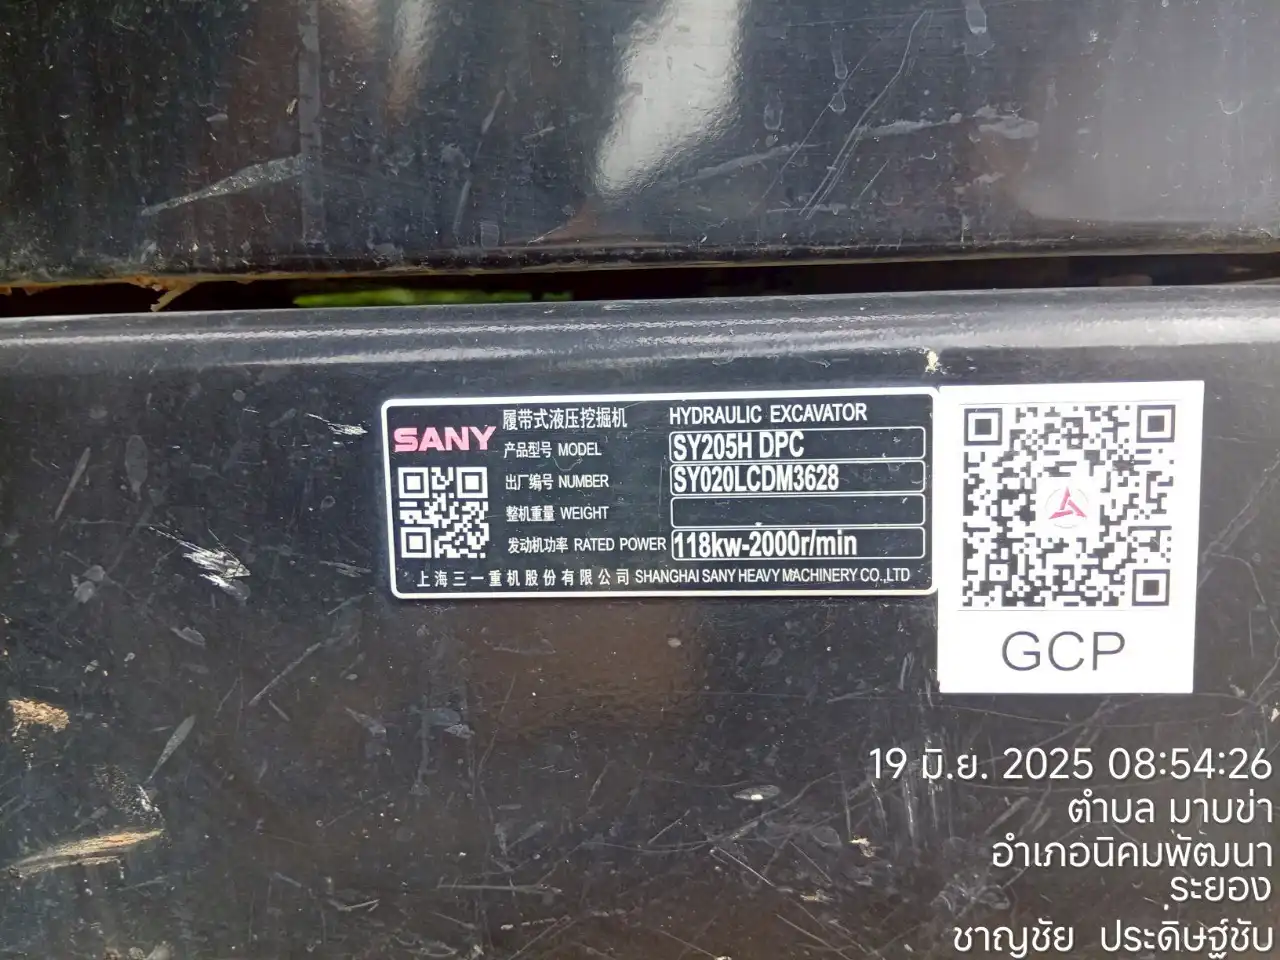 SANY
履带式液压挖掘机 HYDRAULIC EXCAVATOR
产品型号 MODEL SY205H DPC
出厂编号 NUMBER SY020LCDM3628
整机重量 WEIGHT
发动机功率 RATED POWER 118kw-2000r/min
上海三一重机股份有限公司 SHANGHAI SANY HEAVY MACHINERY CO.,LTD
GCP
19 มิ.ย. 2025 08:54:26
ตำบล มาบข่า
อำเภอนิคมพัฒนา
ระยอง
ชาญชัย ประดิษฐ์ชับ